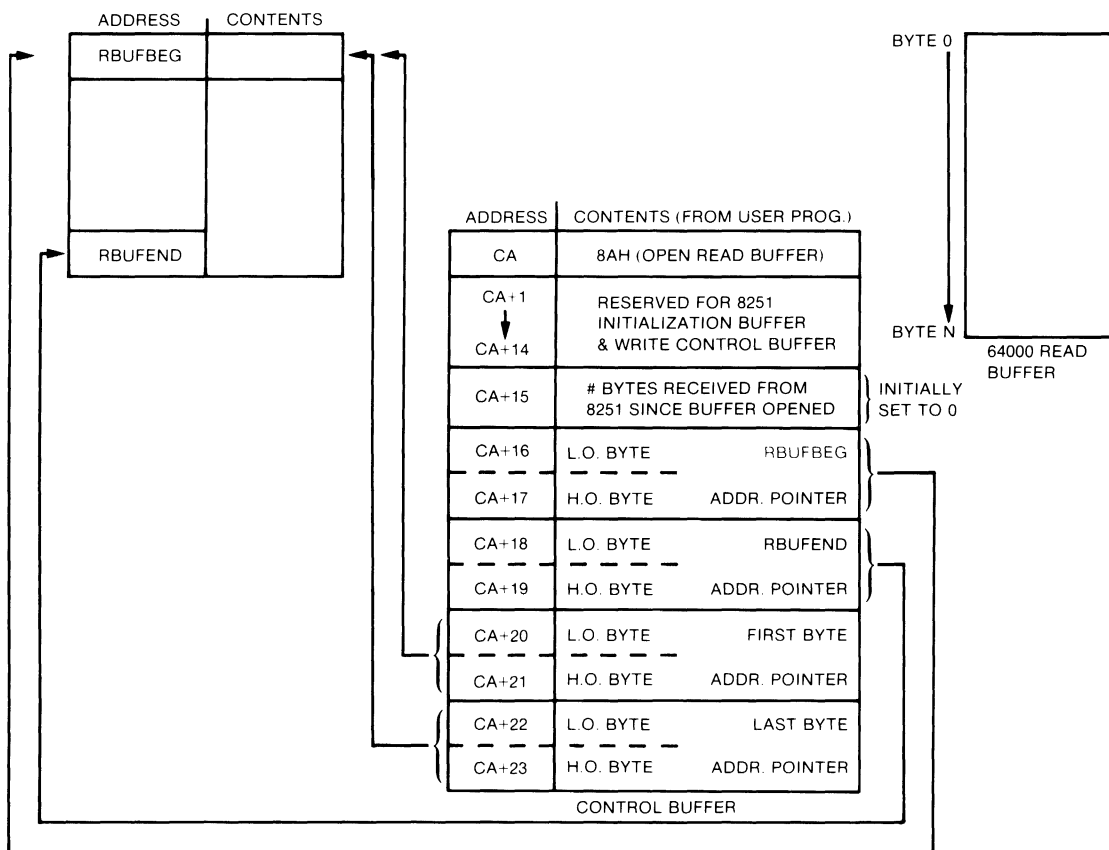 ADDRESS CONTENTS
RBUFBEG
RBUFEND
BYTE 0
BYTE N
64000 READ
BUFFER
ADDRESS CONTENTS (FROM USER PROG.)
CA 8AH (OPEN READ BUFFER)
CA+1
CA+14
RESERVED FOR 8251
INITIALIZATION BUFFER
& WRITE CONTROL BUFFER
CA+15
# BYTES RECEIVED FROM
8251 SINCE BUFFER OPENED
INITIALLY
SET TO 0
CA+16 L.O. BYTE RBUFBEG
CA+17 H.O. BYTE ADDR. POINTER
CA+18 L.O. BYTE RBUFEND
CA+19 H.O. BYTE ADDR. POINTER
CA+20 L.O. BYTE FIRST BYTE
CA+21 H.O. BYTE ADDR. POINTER
CA+22 L.O. BYTE LAST BYTE
CA+23 H.O. BYTE ADDR. POINTER
CONTROL BUFFER